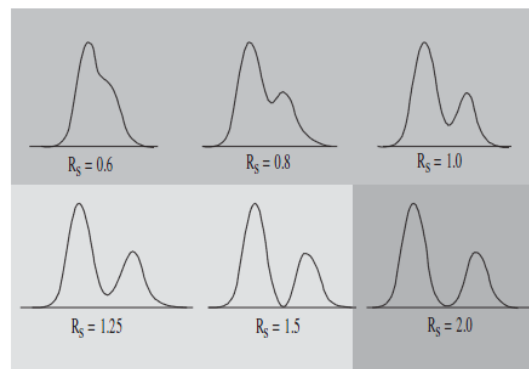 R_S = 0.6
R_S = 0.8
R_S = 1.0
R_S = 1.25
R_S = 1.5
R_S = 2.0